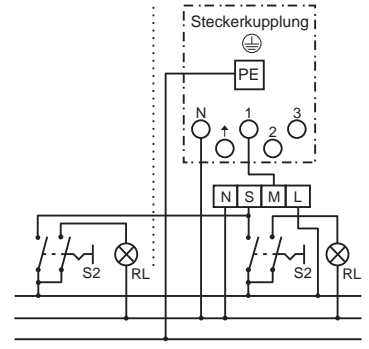 Steckerkupplung
PE
N 1 3
↑ 2
N S M L
S2 RL S2 RL